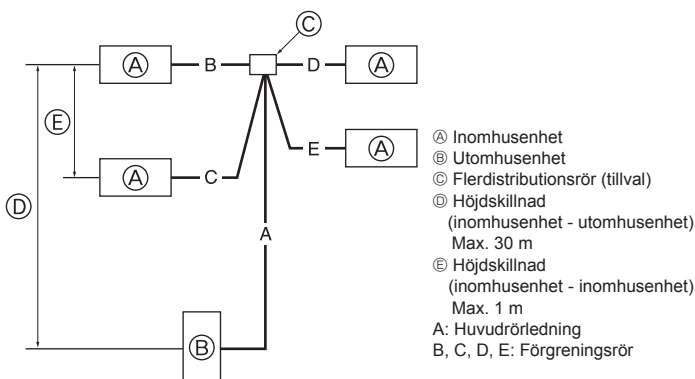 Ⓒ
Ⓐ B D Ⓐ
Ⓔ
Ⓐ C E Ⓐ
Ⓓ
A
Ⓑ
Ⓐ Inomhusenhet
Ⓑ Utomhusenhet
Ⓒ Flerdistributionsrör (tillval)
Ⓓ Höjdskillnad
(inomhusenhet - utomhusenhet)
Max. 30 m
Ⓔ Höjdskillnad
(inomhusenhet - inomhusenhet)
Max. 1 m
A: Huvudrörledning
B, C, D, E: Förgreningsrör